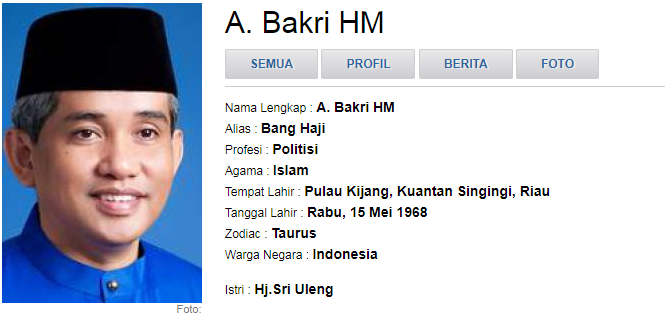 A. Bakri HM
SEMUA PROFIL BERITA FOTO
Nama Lengkap : A. Bakri HM
Alias : Bang Haji
Profesi : Politisi
Agama : Islam
Tempat Lahir : Pulau Kijang, Kuantan Singingi, Riau
Tanggal Lahir : Rabu, 15 Mei 1968
Zodiac : Taurus
Warga Negara : Indonesia
Istri : Hj.Sri Uleng
Foto: